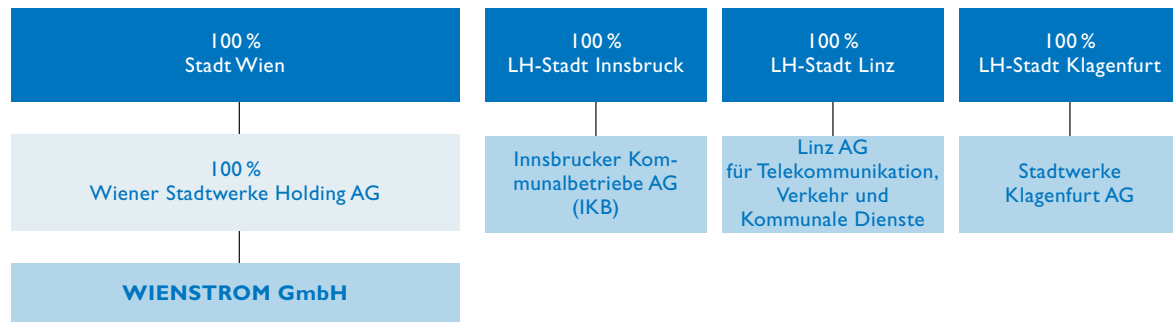 100 %
Stadt Wien
100 %
LH-Stadt Innsbruck
100 %
LH-Stadt Linz
100 %
LH-Stadt Klagenfurt
100 %
Wiener Stadtwerke Holding AG
Innsbrucker Kom-
munalbetriebe AG
(IKB)
Linz AG
für Telekommunikation,
Verkehr und
Kommunale Dienste
Stadtwerke
Klagenfurt AG
WIENSTROM GmbH